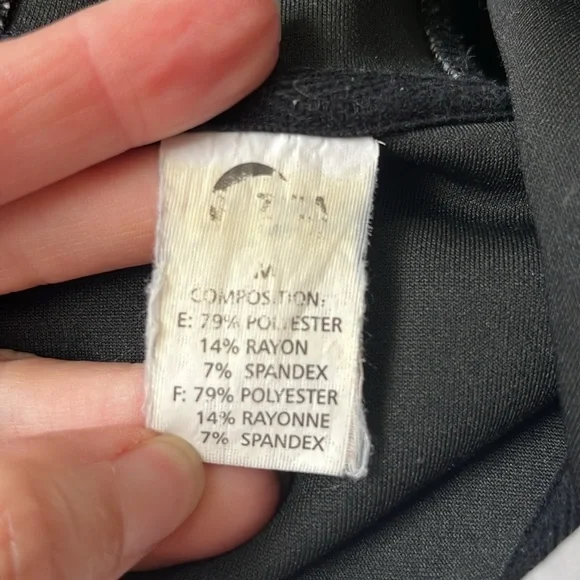 M
COMPOSITION:
E: 79% POLYESTER
14% RAYON
7% SPANDEX
F: 79% POLYESTER
14% RAYONNE
7% SPANDEX